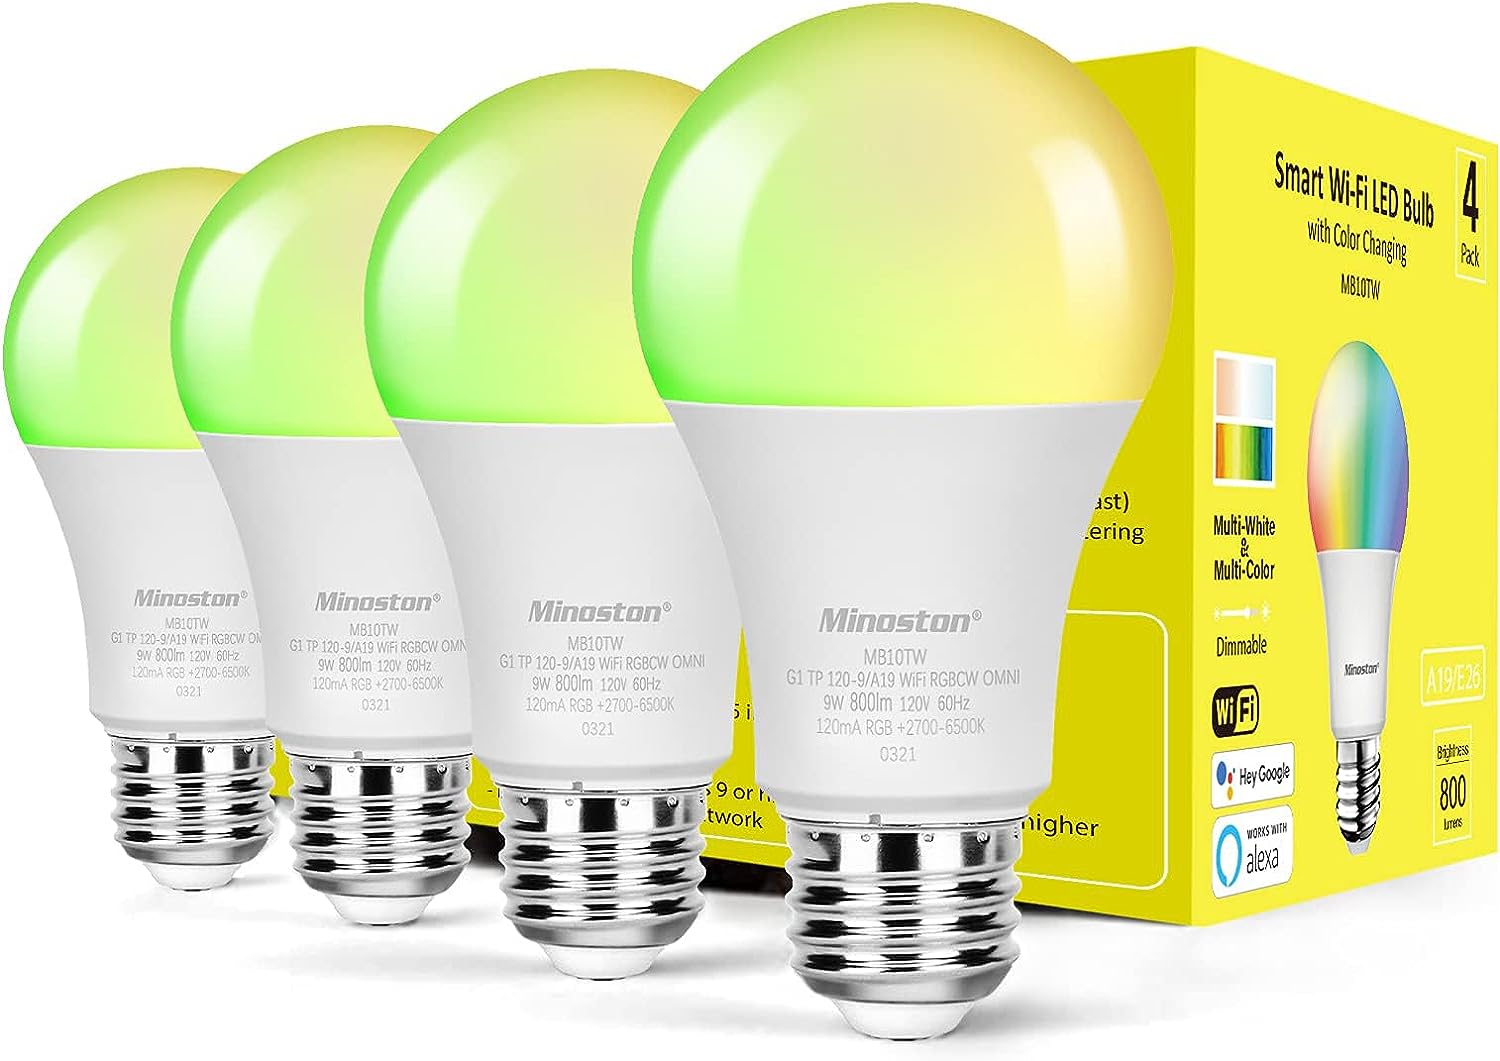 Minoston®
MB10TW
G1 TP 120-9/A19 WiFi RGBCW OMNI
9W 800lm 120V 60Hz
120mA RGB +2700-6500K
0321
Minoston®
MB10TW
G1 TP 120-9/A19 WiFi RGBCW OMNI
9W 800lm 120V 60Hz
120mA RGB +2700-6500K
0321
Minoston®
MB10TW
G1 TP 120-9/A19 WiFi RGBCW OMNI
9W 800lm 120V 60Hz
120mA RGB +2700-6500K
0321
Minoston®
MB10TW
G1 TP 120-9/A19 WiFi RGBCW OMNI
9W 800lm 120V 60Hz
120mA RGB +2700-6500K
0321
9 or
higher
Smart Wi-Fi LED Bulb
with Color Changing
MB10TW
4
Pack
Multi-White
&
Multi-Color
Dimmable
WiFi
Hey Google
WORKS WITH
alexa
Minoston®
A19/E26
Brightness
800
lumens